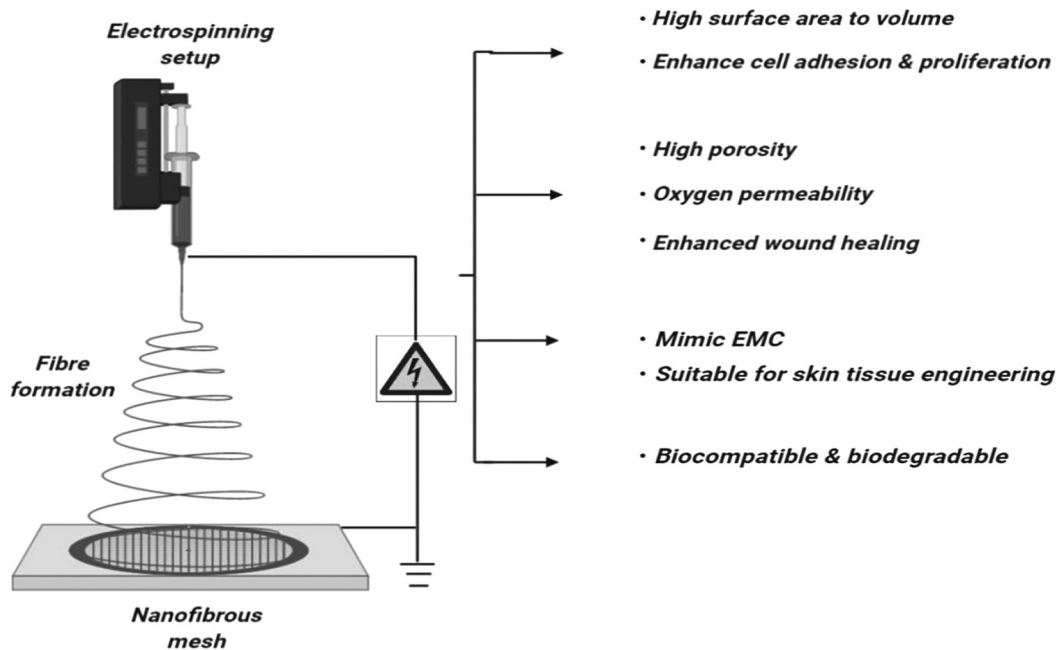 Electrospinning
setup
Fibre
formation
Nanofibrous
mesh
• High surface area to volume
• Enhance cell adhesion & proliferation
• High porosity
• Oxygen permeability
• Enhanced wound healing
• Mimic EMC
• Suitable for skin tissue engineering
• Biocompatible & biodegradable